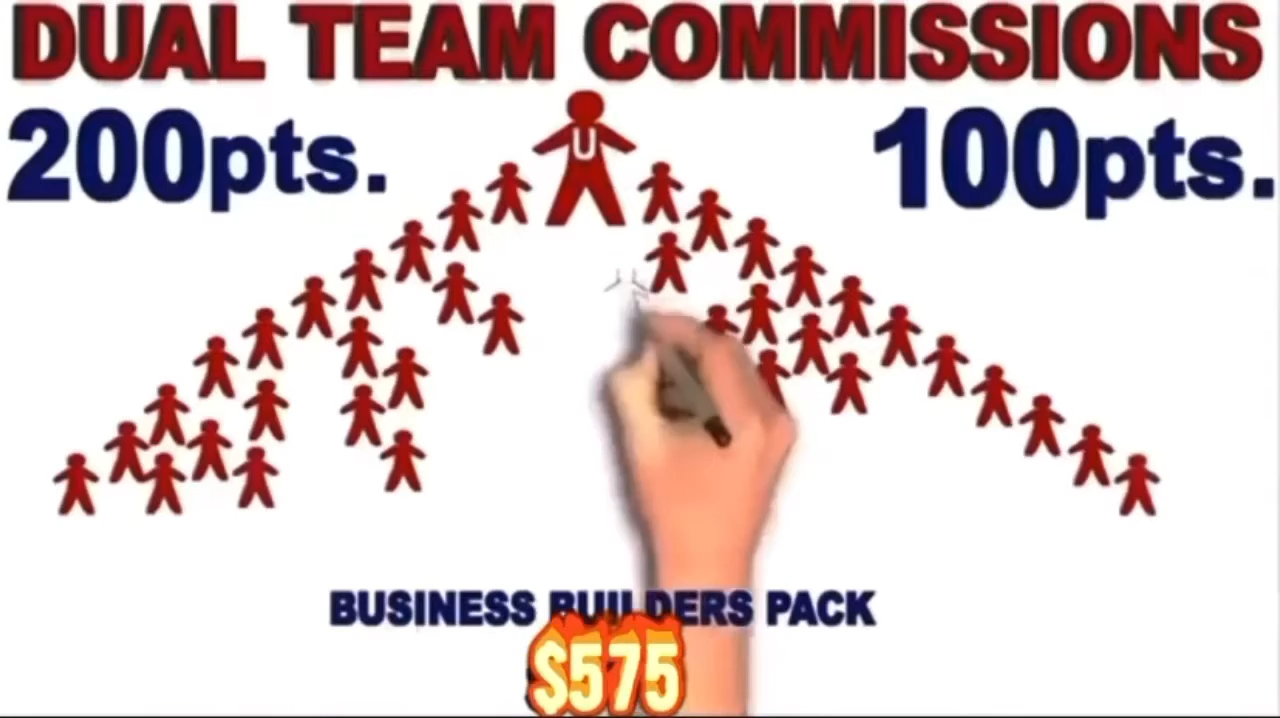 DUAL TEAM COMMISSIONS
200pts.
100pts.
U
BUSINESS BUILDERS PACK
$575